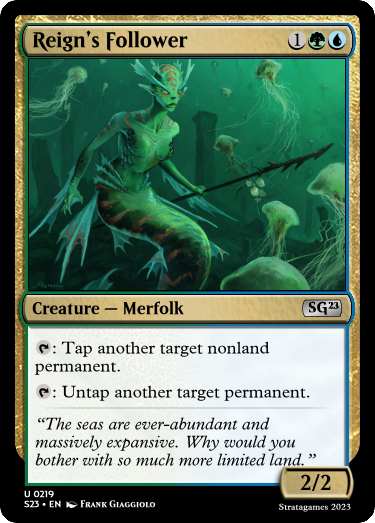 Reign's Follower 1
Creature — Merfolk SG23
: Tap another target nonland
permanent.
: Untap another target permanent.
"The seas are ever-abundant and
massively expansive. Why would you
bother with so much more limited land."
2/2
U 0219
S23 • EN Frank Giaggiolo Stratagames 2023